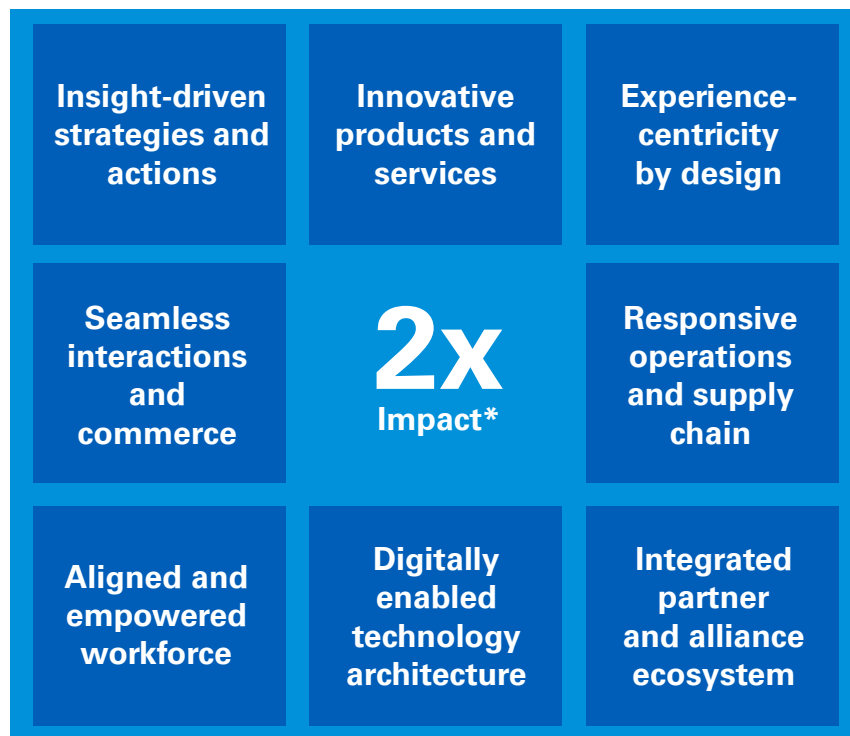 Insight-driven
strategies and
actions
Innovative
products and
services
Experience-
centricity
by design
Seamless
interactions
and
commerce
2x
Impact*
Responsive
operations
and supply
chain
Aligned and
empowered
workforce
Digitally
enabled
technology
architecture
Integrated
partner
and alliance
ecosystem